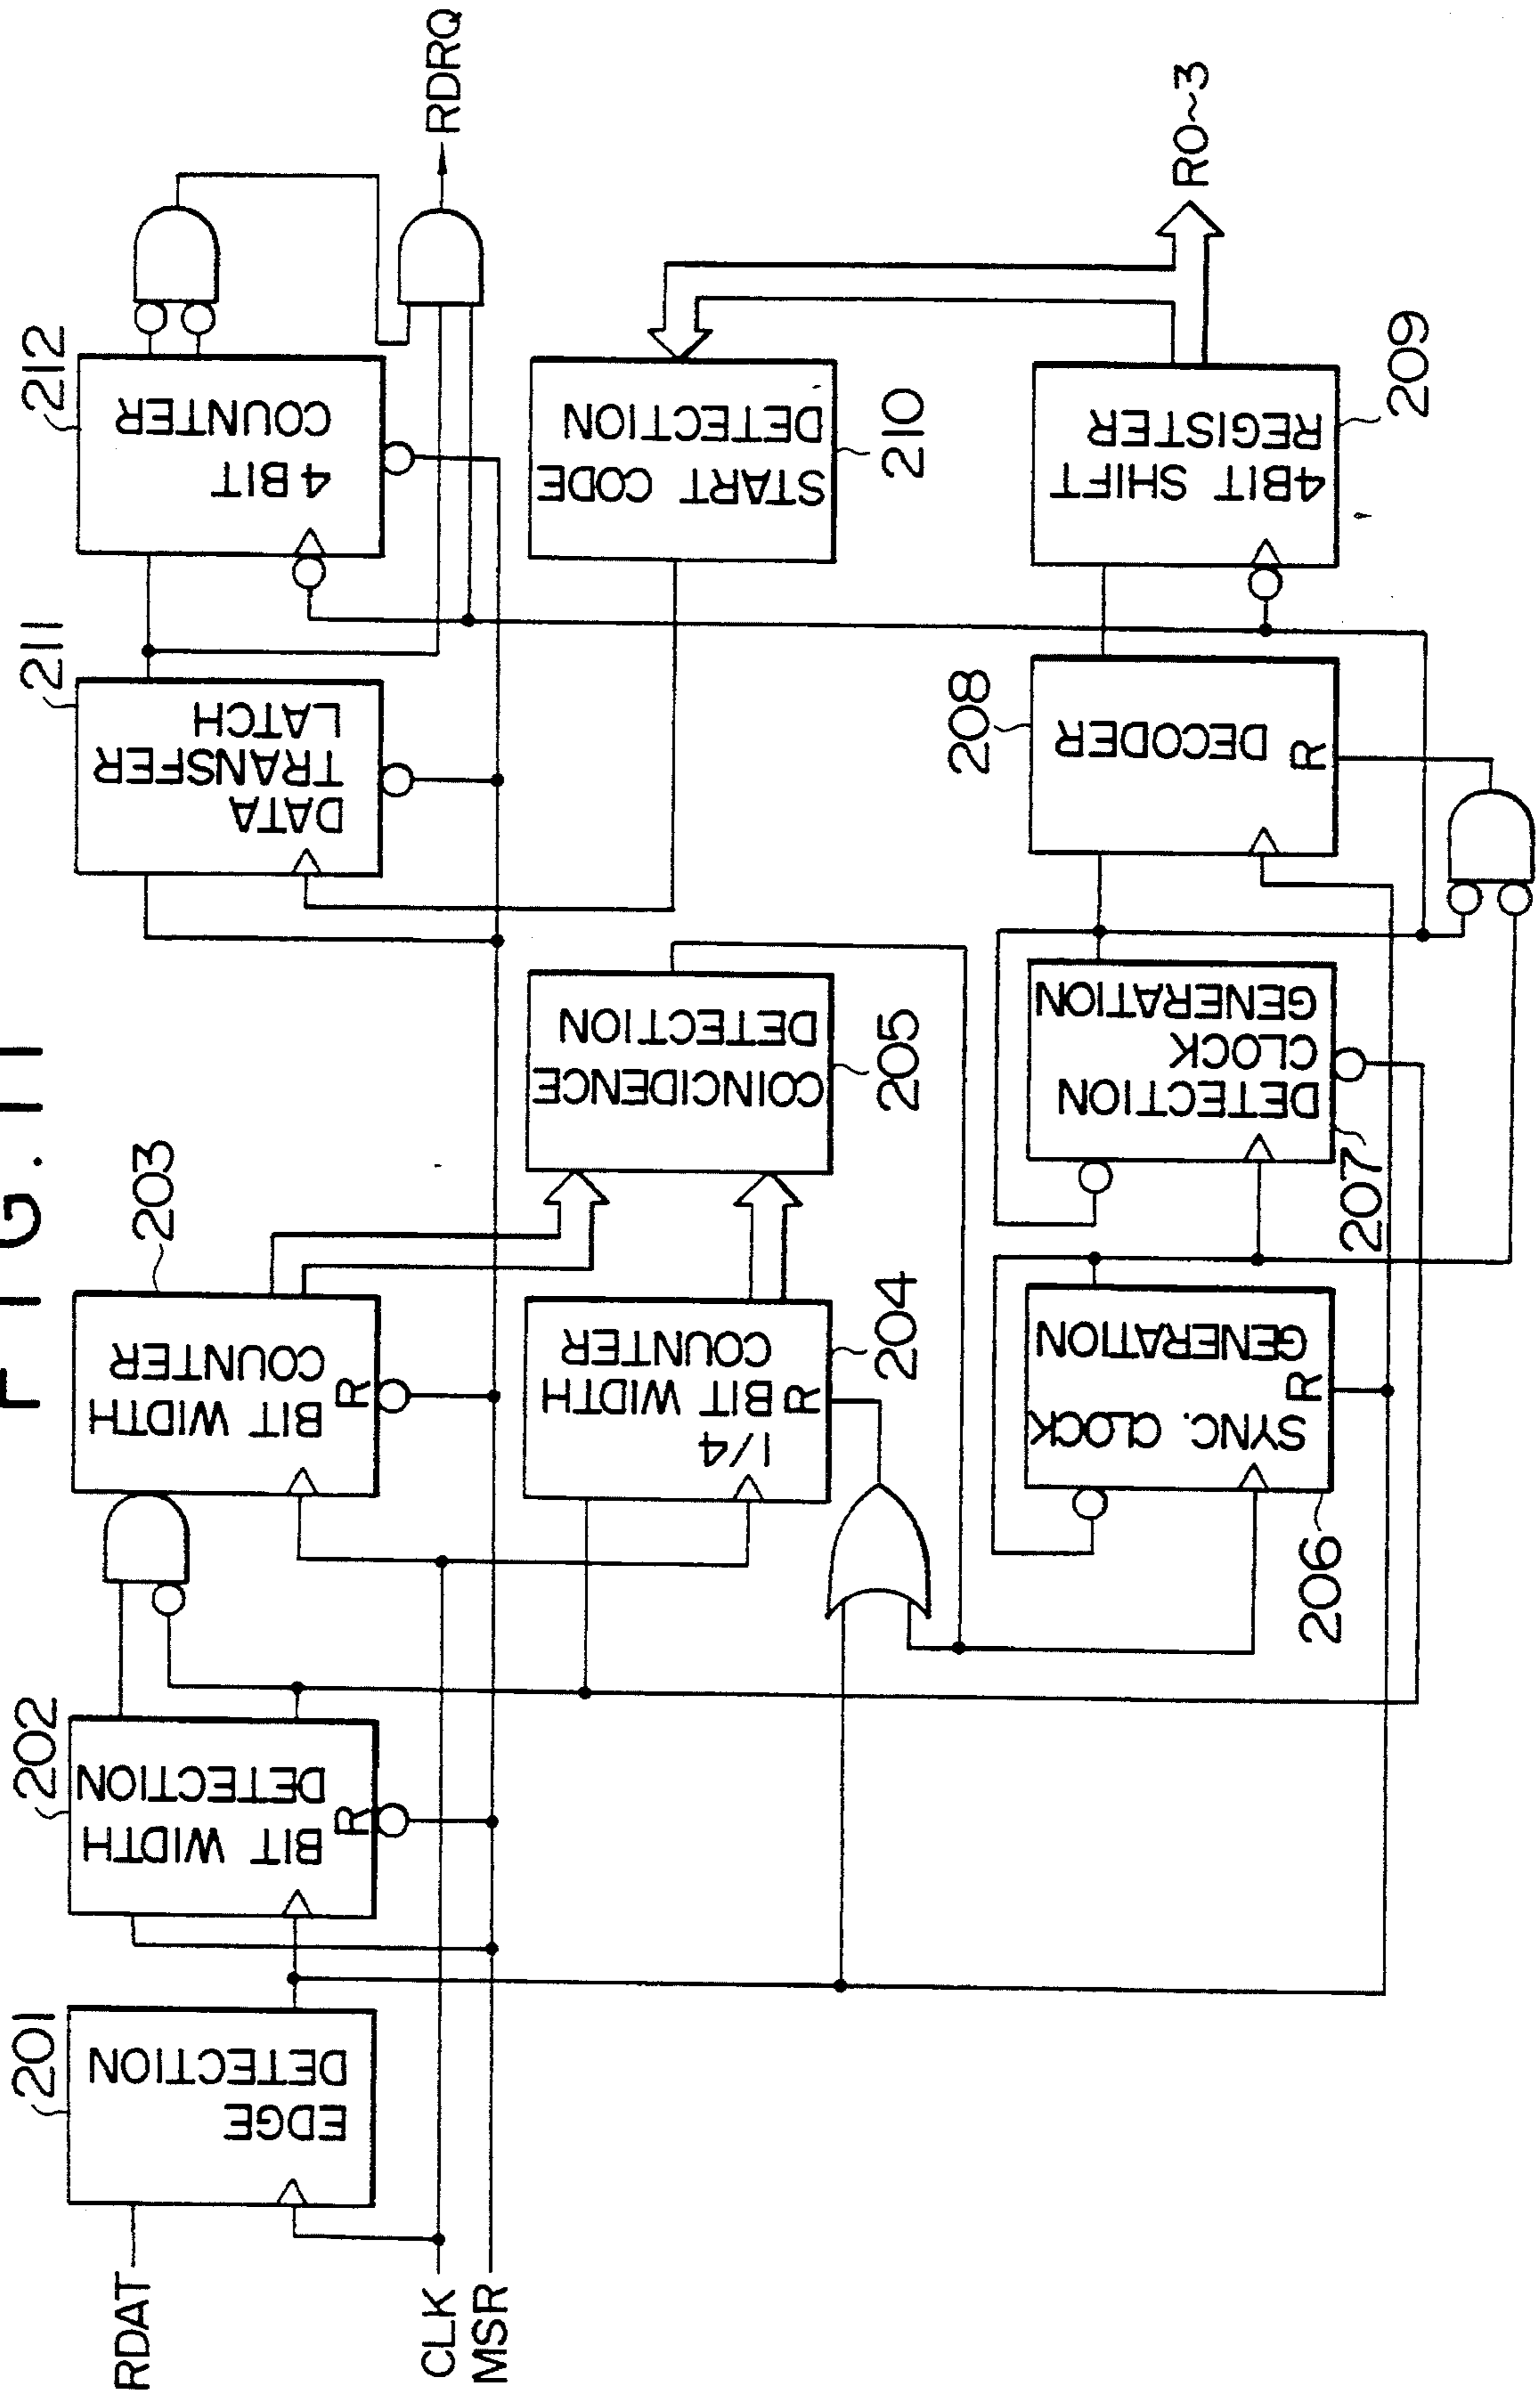 FIG. 11
RDAT
CLK
MSR
201
EDGE
DETECTION
202
BIT WIDTH
DETECTION
R
203
BIT WIDTH
COUNTER
R
211
DATA
TRANSFER
LATCH
212
4 BIT
COUNTER
RDRQ
1/4
BIT WIDTH
COUNTER
R
204
COINCIDENCE
DETECTION
205
START CODE
DETECTION
210
SYNC. CLOCK
GENERATION
R
206
DETECTION
CLOCK
GENERATION
207
208
DECODER
R
4BIT SHIFT
REGISTER
209
R0~3